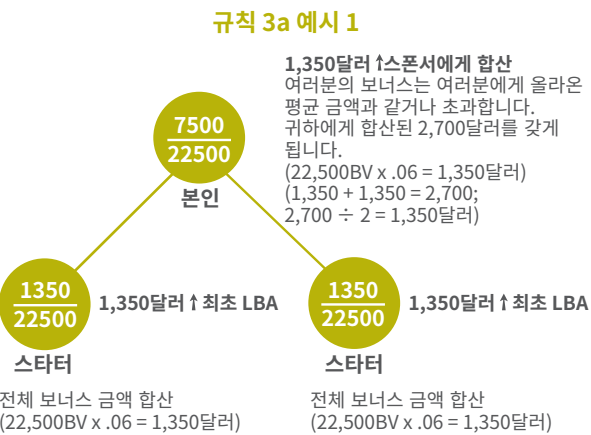 규칙 3a 예시 1
1,350달러 ↑스폰서에게 합산
여러분의 보너스는 여러분에게 올라온
평균 금액과 같거나 초과합니다.
귀하에게 합산된 2,700달러를 갖게
됩니다.
(22,500BV x .06 = 1,350달러)
(1,350 + 1,350 = 2,700;
2,700 ÷ 2 = 1,350달러)
7500
22500
본인
1350
22500
1,350달러 ↑ 최초 LBA
스타터
전체 보너스 금액 합산
(22,500BV x .06 = 1,350달러)
1350
22500
1,350달러 ↑ 최초 LBA
스타터
전체 보너스 금액 합산
(22,500BV x .06 = 1,350달러)